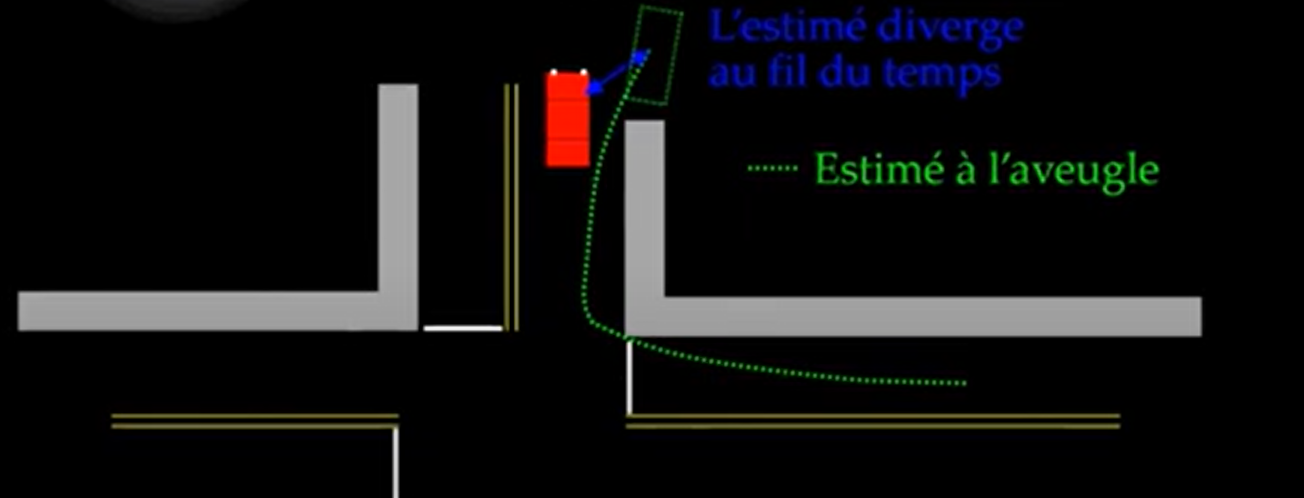 L'estimé diverge
au fil du temps
Estimé à l'aveugle